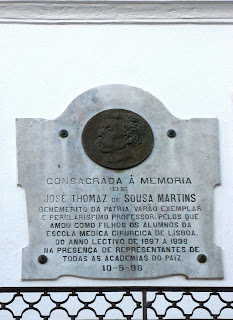 CONSAGRADA Á MEMORIA
DE
JOSÉ THOMAZ DE SOUSA MARTINS
BENEMERITO DA PATRIA, VARÃO EXEMPLAR
E PERCLARISSIMO PROFESSOR, PELOS QUE
AMOU COMO FILHOS OS ALUMNOS DA
ESCOLA MEDICA CIRURGICA DE LISBOA,
DO ANNO LECTIVO DE 1897 A 1898
NA PRESENÇA DE REPRESENTANTES DE
TODAS AS ACADEMIAS DO PAIZ
10-5-98